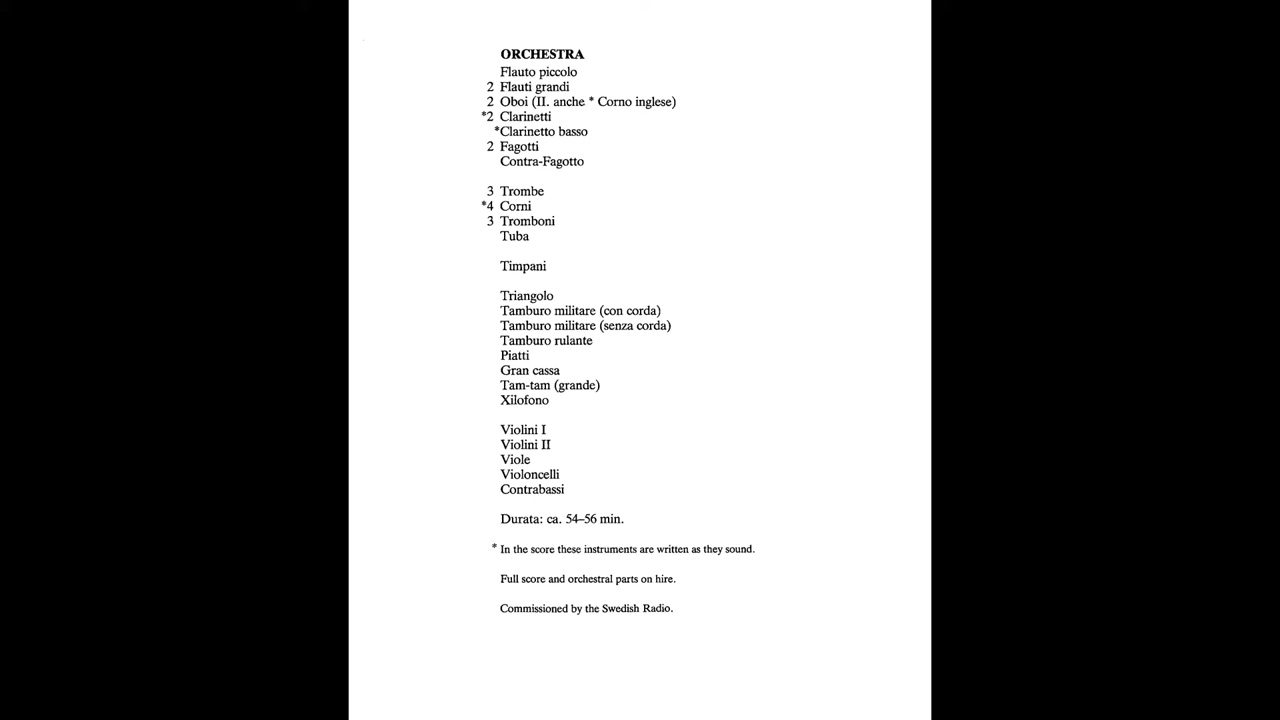 ORCHESTRA
Flauto piccolo
2 Flauti grandi
2 Oboi (II. anche * Corno inglese)
*2 Clarinetti
*Clarinetto basso
2 Fagotti
Contra-Fagotto
3 Trombe
*4 Corni
3 Tromboni
Tuba
Timpani
Triangolo
Tamburo militare (con corda)
Tamburo militare (senza corda)
Tamburo rulante
Piatti
Gran cassa
Tam-tam (grande)
Xilofono
Violini I
Violini II
Viole
Violoncelli
Contrabassi
Durata: ca. 54–56 min.
* In the score these instruments are written as they sound.
Full score and orchestral parts on hire.
Commissioned by the Swedish Radio.